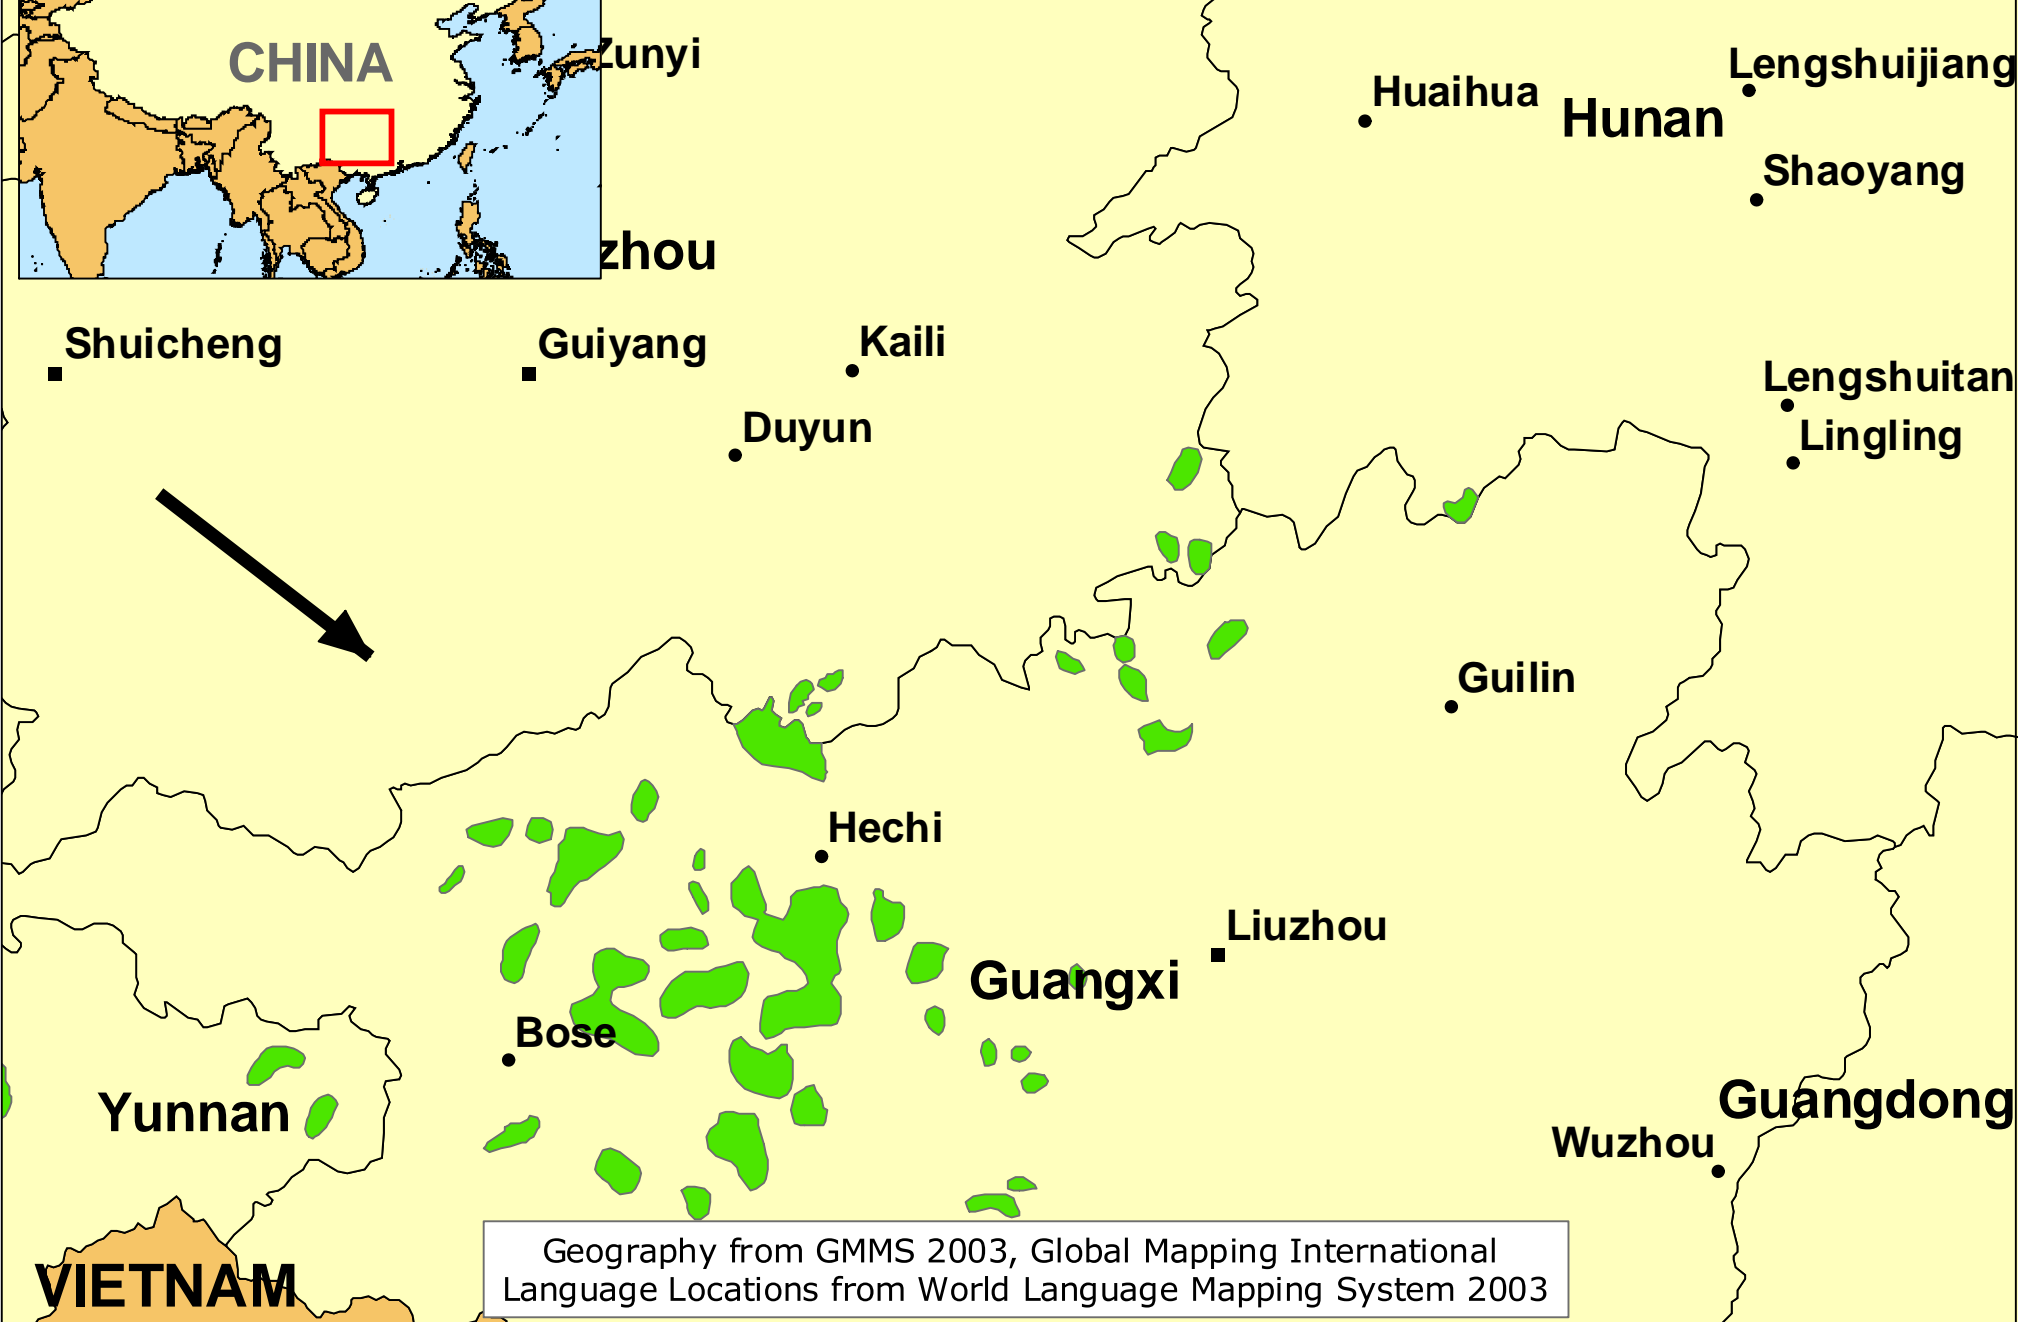 CHINA
Zunyi
Lengshuijiang
Huaihua
Hunan
Shaoyang
zhou
Shuicheng
Guiyang
Kaili
Lengshuitan
Duyun
Lingling
Guilin
Hechi
Liuzhou
Guangxi
Bose
Yunnan
Guangdong
Wuzhou
VIETNAM
Geography from GMMS 2003, Global Mapping International
Language Locations from World Language Mapping System 2003